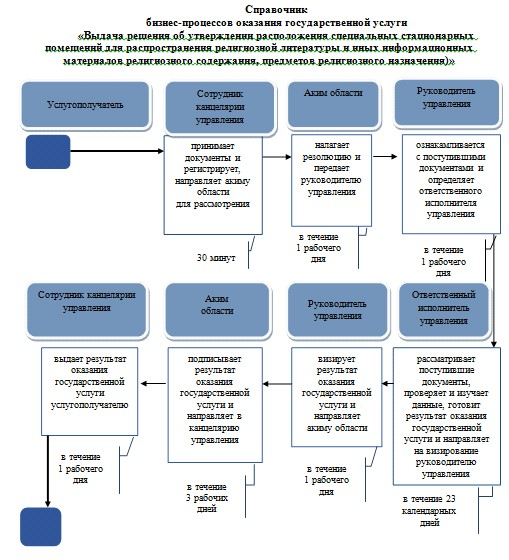 Справочник
бизнес-процессов оказания государственной услуги
«Выдача решения об утверждении расположения специальных стационарных
помещений для распространения религиозной литературы и иных информационных
материалов религиозного содержания, предметов религиозного назначения)»
Услугополучатель
Сотрудник
канцелярии
управления
Аким области
Руководитель
управления
принимает
документы и
регистрирует,
направляет акиму
области
для рассмотрения
налагает
резолюцию и
передает
руководителю
управления
ознакамливается
с поступившими
документами и
определяет
ответственного
исполнителя
управления
30 минут
в течение
1 рабочего
дня
в течение
1 рабочего
дня
Сотрудник канцелярии
управления
Аким
области
Руководитель
управления
Ответственный
исполнитель
управления
выдает результат
оказания
государственной
услуги
услугополучателю
подписывает
результат
оказания
государственной
услуги и
направляет в
канцелярию
управления
визирует
результат
оказания
государственной
услуги и
направляет
акиму области
рассматривает
поступившие
документы,
проверяет и изучает
данные, готовит
результат оказания
государственной
услуги и направляет
на визирование
руководителю
управления
в течение
1 рабочего
дня
в течение
3 рабочих
дней
в течение
1 рабочего
дня
в течение 23
календарных
дней